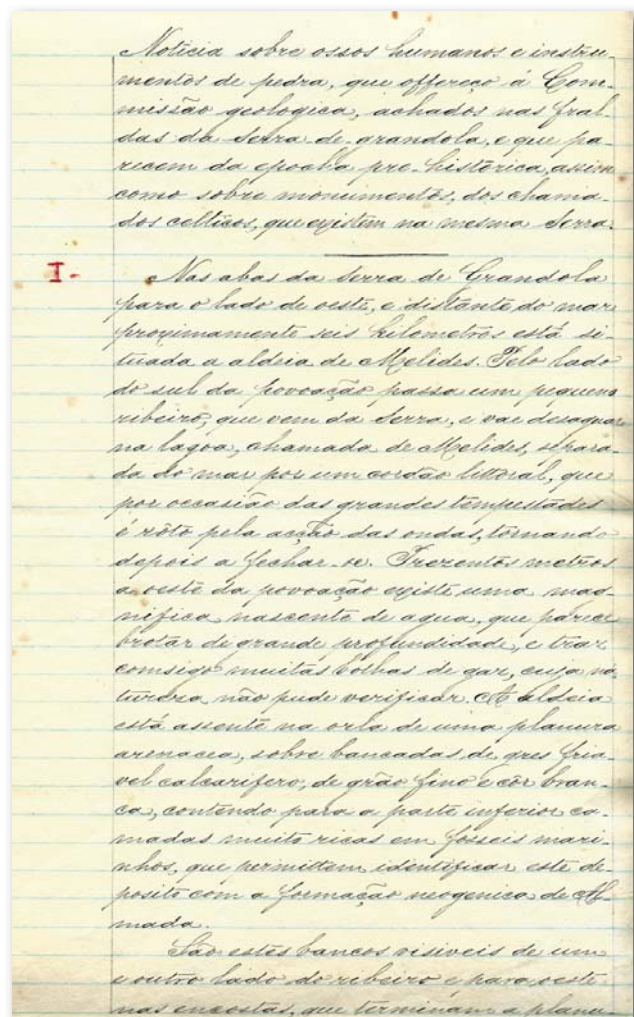 Noticia sobre ossos humanos e instru-
mentos de pedra, que offereço á Com-
missão geologica, achados nas fral-
das da Serra de grandola, e que pa-
recem da epocha pre-historica, assim
como sobre monumentos, dos chama-
dos celticos, que existem na mesma Serra.
I.
Nas abas da Serra de Grandola
para o lado de oeste, e distante do mar
proximamente seis kilometros está si-
tuada a aldeia de Melides. Pelo lado
do sul da povoação passa um pequeno
ribeiro, que vem da Serra, e vae desaguar
na lagoa, chamada de Melides, separa-
da do mar por um cordão littoral, que
por occasião das grandes tempestades
é rôto pela acção das ondas, tornando
depois a fechar-se. Trezentos metros
a oeste da povoação existe uma mag-
nifica nascente de agua, que parece
brotar de grande profundidade, e traz
comsigo muitas bolhas de gaz, cuja na-
tureza não pude verificar. A aldeia
está assente na orla de uma planura
arenacea, sobre bancadas de gres fria-
vel calcarifero, de grão fino e côr bran-
ca, contendo para a parte inferior ca-
madas muito ricas em fosseis mari-
nhos, que permittem identificar este de-
posito com a formação neogenica de Al-
mada.
São estes bancos visiveis de um
e outro lado do ribeiro e para oeste
nas encostas, que terminam a planu-